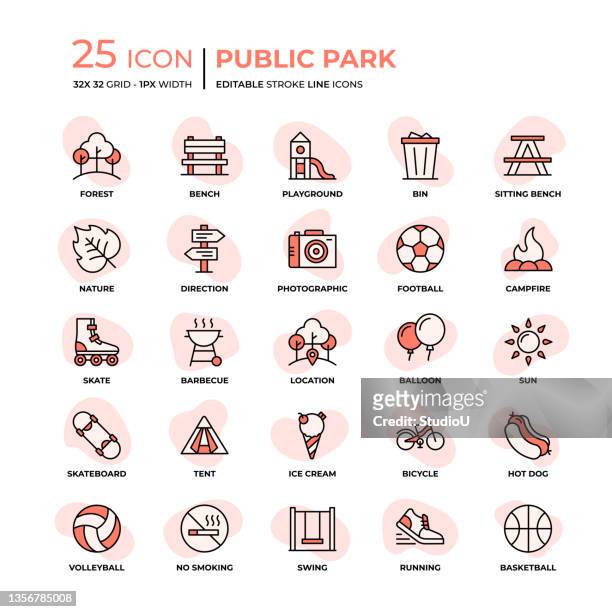 25 ICON
PUBLIC PARK
32X 32 GRID - 1PX WIDTH
EDITABLE STROKE LINE ICONS
FOREST BENCH PLAYGROUND BIN SITTING BENCH
NATURE DIRECTION PHOTOGRAPHIC FOOTBALL CAMPFIRE
SKATE BARBECUE LOCATION BALLOON SUN
gettyimages
Credit: StudioU
SKATEBOARD TENT ICE CREAM BICYCLE HOT DOG
VOLLEYBALL NO SMOKING SWING RUNNING BASKETBALL
1356785008